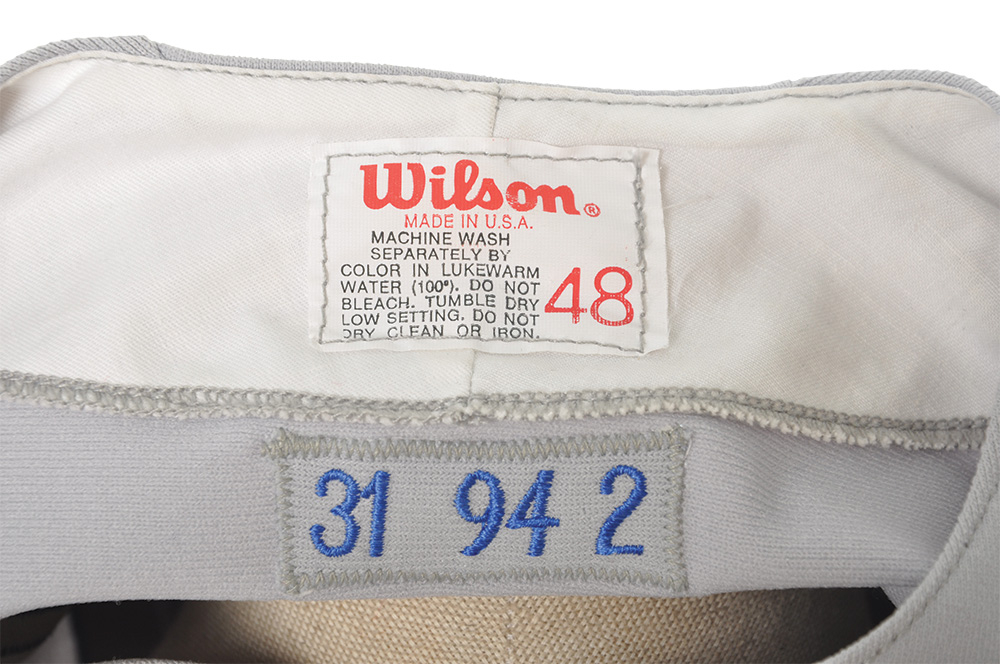 Wilson®
MADE IN U.S.A.
MACHINE WASH
SEPARATELY BY
COLOR IN LUKEWARM
WATER (100°). DO NOT
BLEACH. TUMBLE DRY
LOW SETTING. DO NOT
DRY CLEAN OR IRON.
48
31 94 2